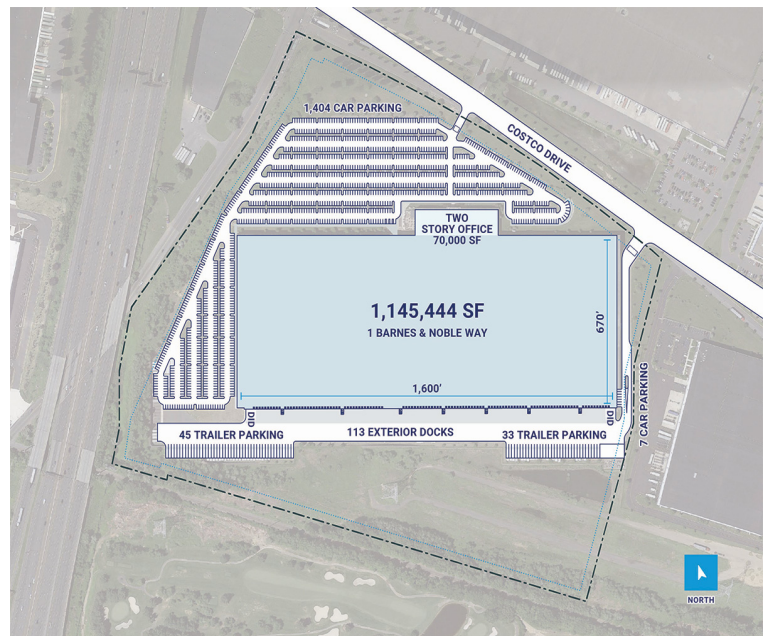 1,404 CAR PARKING
COSTCO DRIVE
TWO
STORY OFFICE
70,000 SF
1,145,444 SF
1 BARNES & NOBLE WAY
670'
1,600'
7 CAR PARKING
DID
DID
45 TRAILER PARKING
113 EXTERIOR DOCKS
33 TRAILER PARKING
NORTH